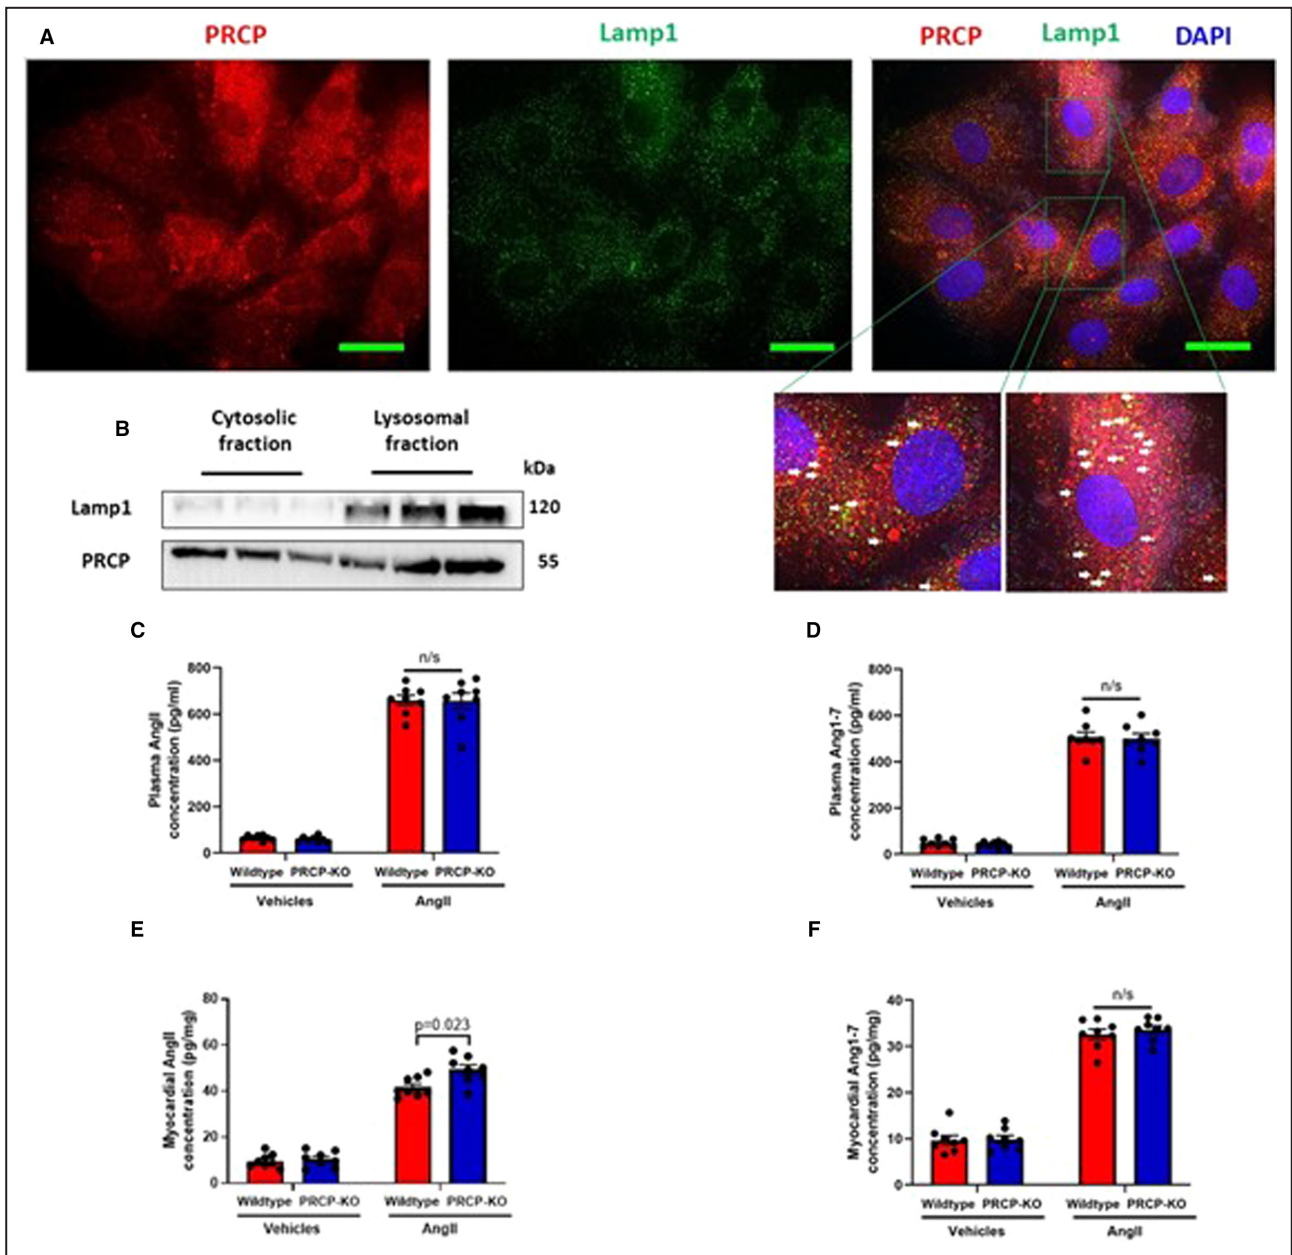 A
PRCP
Lamp1
PRCP
Lamp1
DAPI
B
Cytosolic
fraction
Lysosomal
fraction
kDa
Lamp1
120
PRCP
55
C
Plasma AngII
concentration (pg/ml)
800
600
400
200
0
n/s
Wildtype PRCP-KO
Wildtype PRCP-KO
Vehicles
AngII
D
Plasma Ang1-7
concentration (pg/ml)
800
600
400
200
0
n/s
Wildtype PRCP-KO
Wildtype PRCP-KO
Vehicles
AngII
E
Myocardial AngII
concentration (pg/mg)
80
60
40
20
0
p=0.023
Wildtype PRCP-KO
Wildtype PRCP-KO
Vehicles
AngII
F
Myocardial Ang1-7
concentration (pg/mg)
40
30
20
10
0
n/s
Wildtype PRCP-KO
Wildtype PRCP-KO
Vehicles
AngII